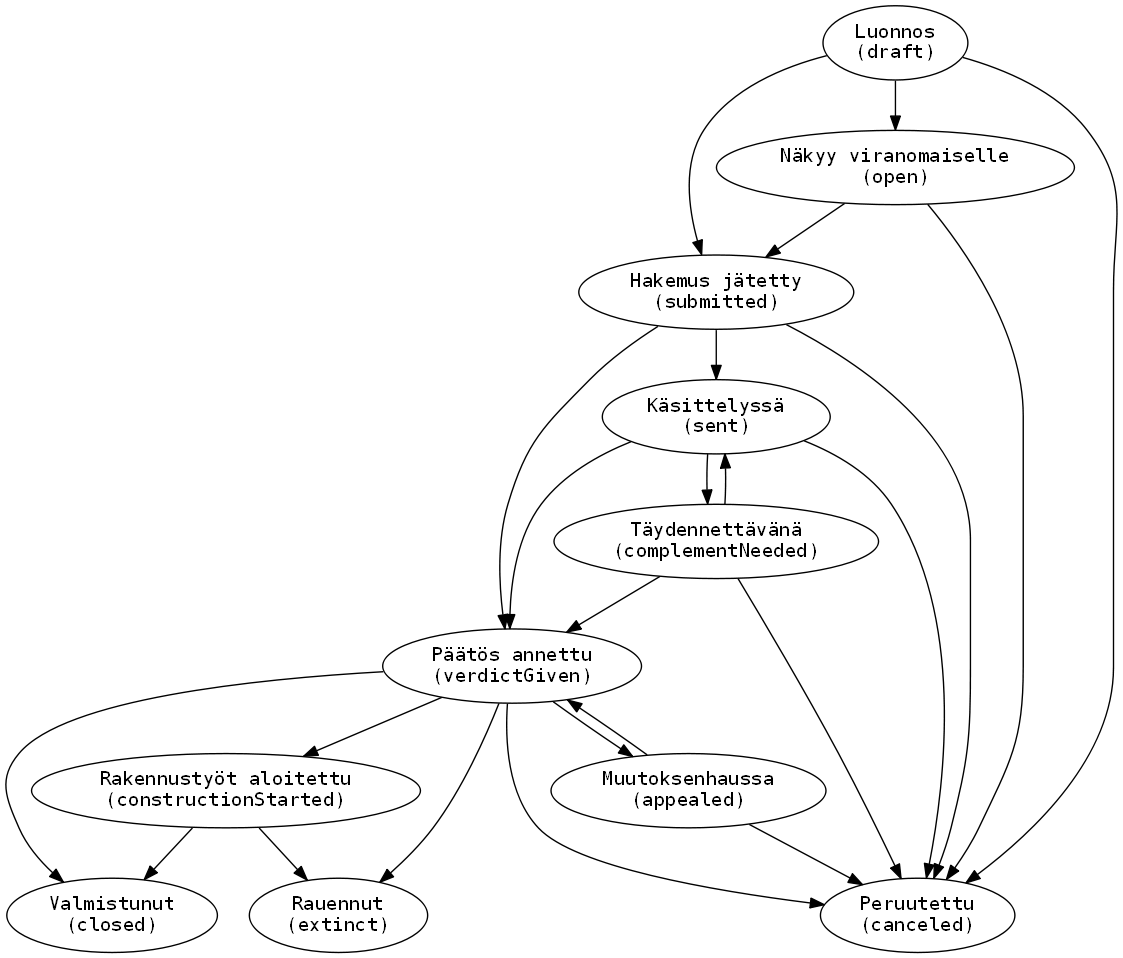 Luonnos
(draft)
Näkyy viranomaiselle
(open)
Hakemus jätetty
(submitted)
Käsittelyssä
(sent)
Täydennettävänä
(complementNeeded)
Päätös annettu
(verdictGiven)
Rakennustyöt aloitettu
(constructionStarted)
Muutoksenhaussa
(appealed)
Valmistunut
(closed)
Rauennut
(extinct)
Peruutettu
(canceled)